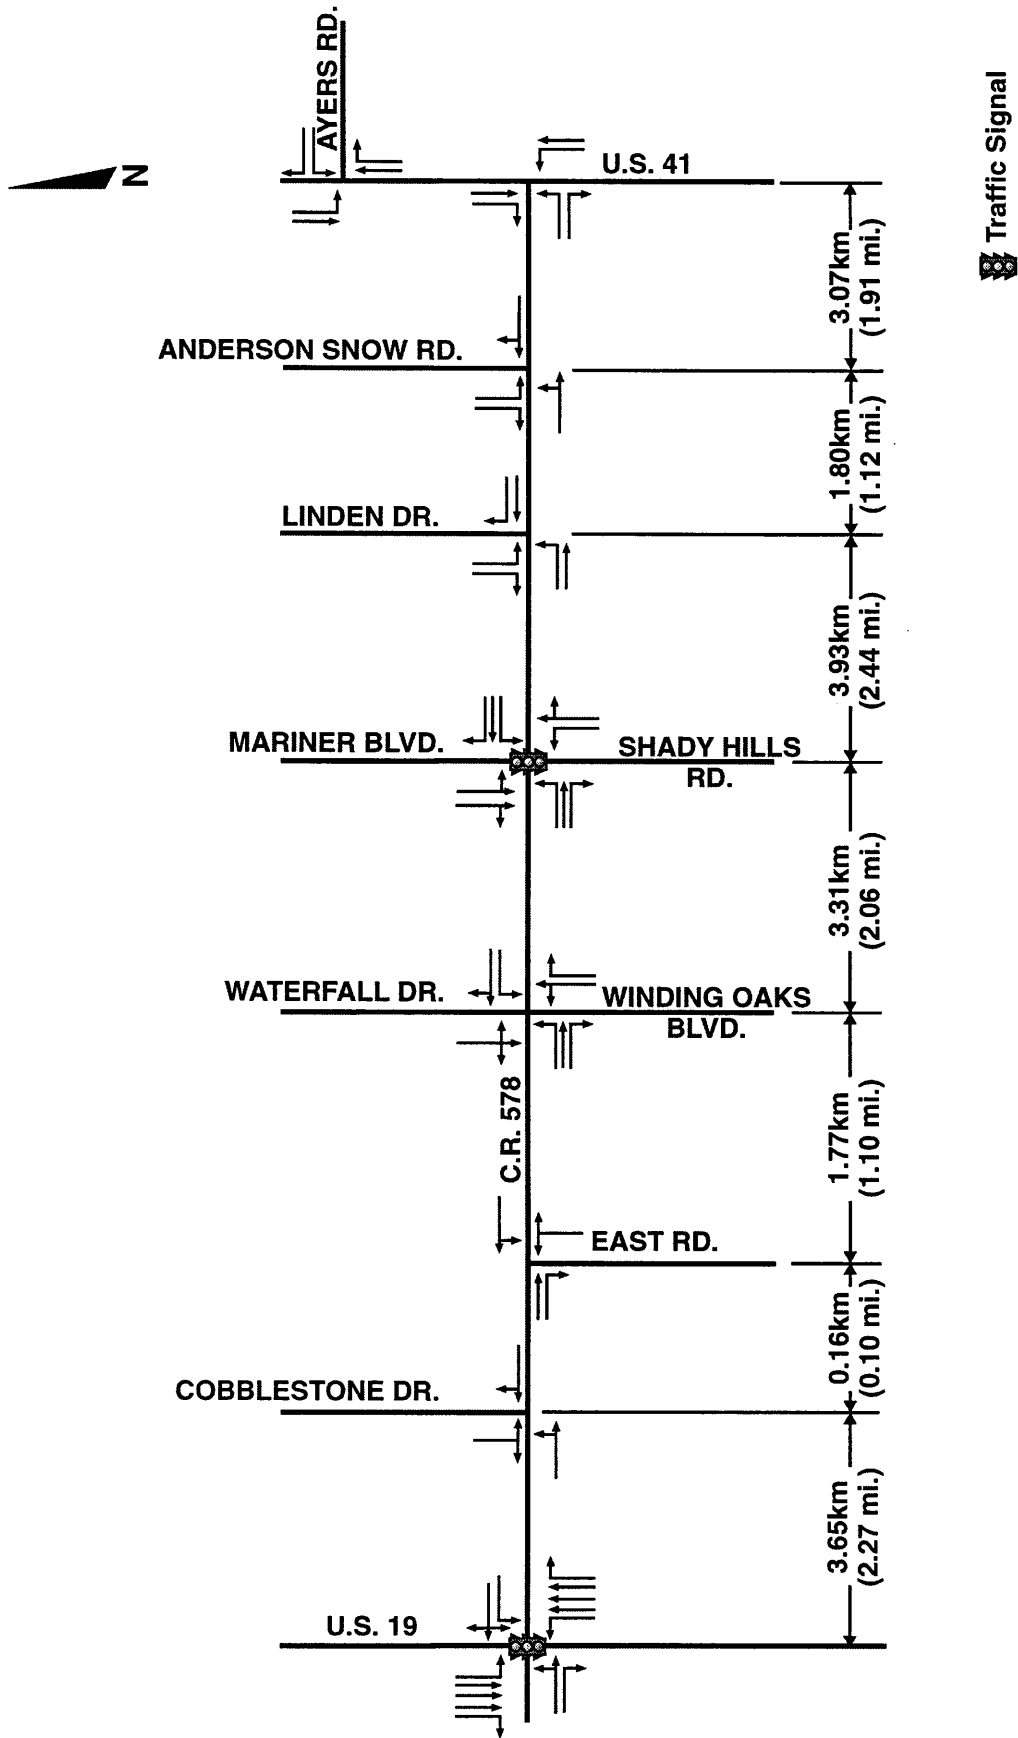 AYERS RD.
N
U.S. 41
Traffic Signal
3.07km
(1.91 mi.)
ANDERSON SNOW RD.
1.80km
(1.12 mi.)
LINDEN DR.
3.93km
(2.44 mi.)
MARINER BLVD.
SHADY HILLS
RD.
3.31km
(2.06 mi.)
WATERFALL DR.
WINDING OAKS
BLVD.
C.R. 578
1.77km
(1.10 mi.)
EAST RD.
0.16km
(0.10 mi.)
COBBLESTONE DR.
3.65km
(2.27 mi.)
U.S. 19